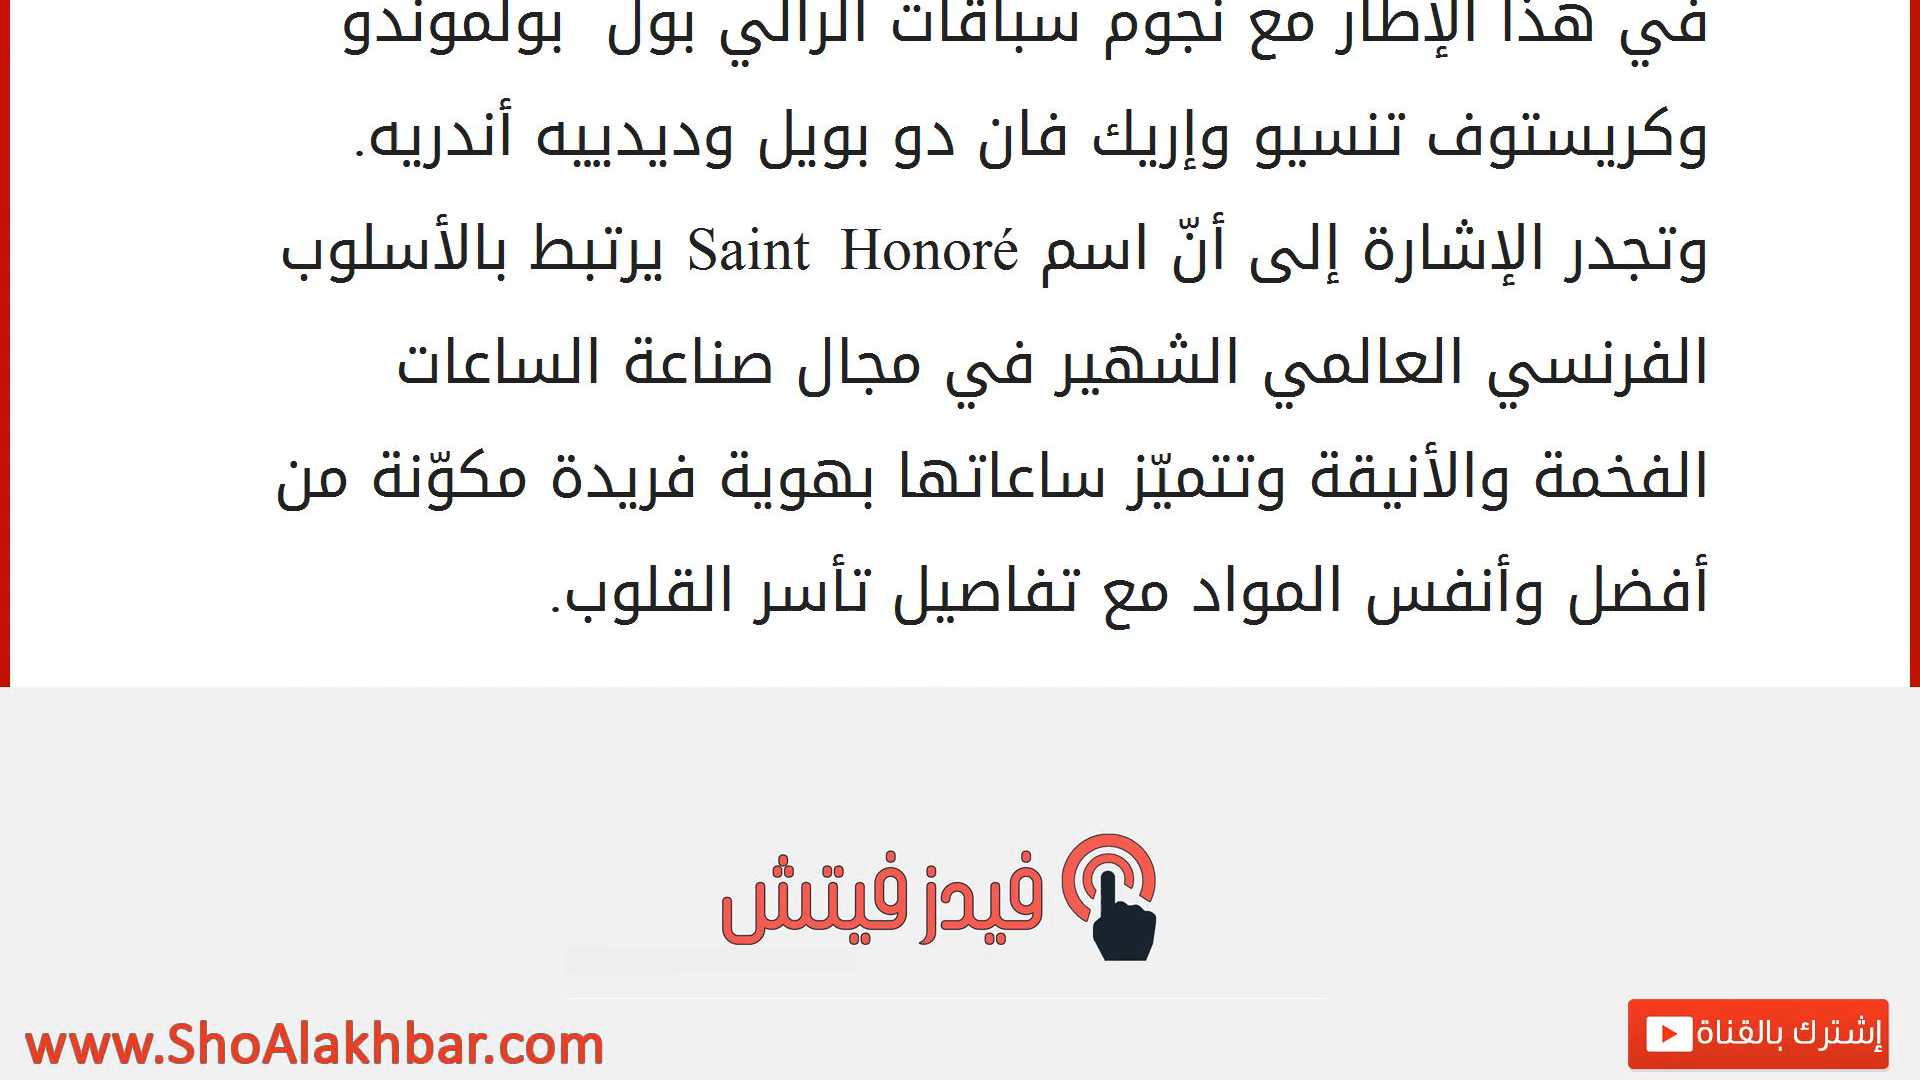 في هذا الإطار مع نجوم سباقات الرالي بول بولموندو
وكريستوف تنسيو وإريك فان دو بويل وديدييه أندريه.
وتجدر الإشارة إلى أنّ اسم Saint Honoré يرتبط بالأسلوب
الفرنسي العالمي الشهير في مجال صناعة الساعات
الفخمة والأنيقة وتتميّز ساعاتها بهوية فريدة مكوّنة من
أفضل وأنفس المواد مع تفاصيل تأسر القلوب.
فيدز فيتش
www.ShoAlakhbar.com
إشترك بالقناة